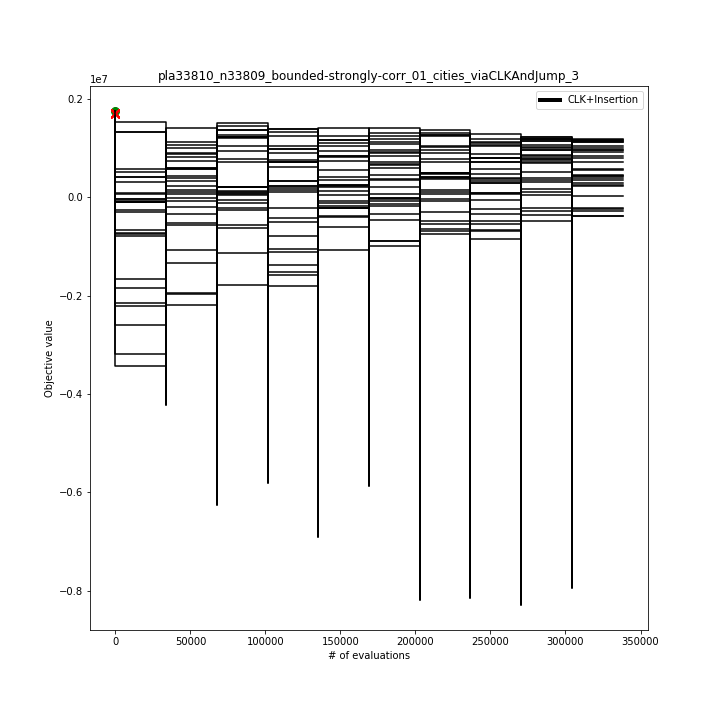 pla33810_n33809_bounded-strongly-corr_01_cities_viaCLKAndJump_3
1e7
CLK+Insertion
0.2
0.0
−0.2
−0.4
−0.6
−0.8
Objective value
0 50000 100000 150000 200000 250000 300000 350000
# of evaluations